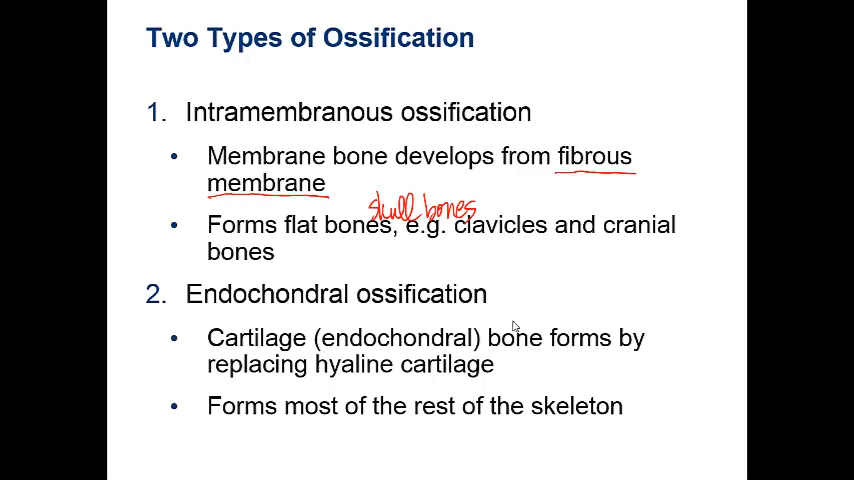 Two Types of Ossification
1. Intramembranous ossification
• Membrane bone develops from fibrous
membrane
skull bones
• Forms flat bones, e.g. clavicles and cranial
bones
2. Endochondral ossification
• Cartilage (endochondral) bone forms by
replacing hyaline cartilage
• Forms most of the rest of the skeleton